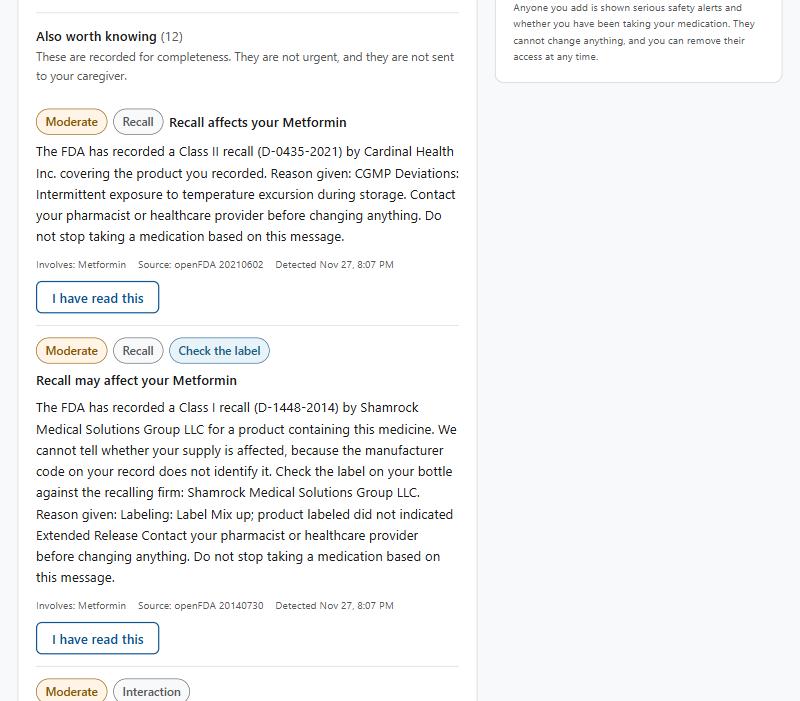 Anyone you add is shown serious safety alerts and
whether you have been taking your medication. They
cannot change anything, and you can remove their
access at any time.
Also worth knowing (12)
These are recorded for completeness. They are not urgent, and they are not sent
to your caregiver.
Moderate Recall Recall affects your Metformin
The FDA has recorded a Class II recall (D-0435-2021) by Cardinal Health
Inc. covering the product you recorded. Reason given: CGMP Deviations:
Intermittent exposure to temperature excursion during storage. Contact
your pharmacist or healthcare provider before changing anything. Do
not stop taking a medication based on this message.
Involves: Metformin Source: openFDA 20210602 Detected Nov 27, 8:07 PM
I have read this
Moderate Recall Check the label
Recall may affect your Metformin
The FDA has recorded a Class I recall (D-1448-2014) by Shamrock
Medical Solutions Group LLC for a product containing this medicine. We
cannot tell whether your supply is affected, because the manufacturer
code on your record does not identify it. Check the label on your bottle
against the recalling firm: Shamrock Medical Solutions Group LLC.
Reason given: Labeling: Label Mix up; product labeled did not indicated
Extended Release Contact your pharmacist or healthcare provider
before changing anything. Do not stop taking a medication based on
this message.
Involves: Metformin Source: openFDA 20140730 Detected Nov 27, 8:07 PM
I have read this
Moderate Interaction